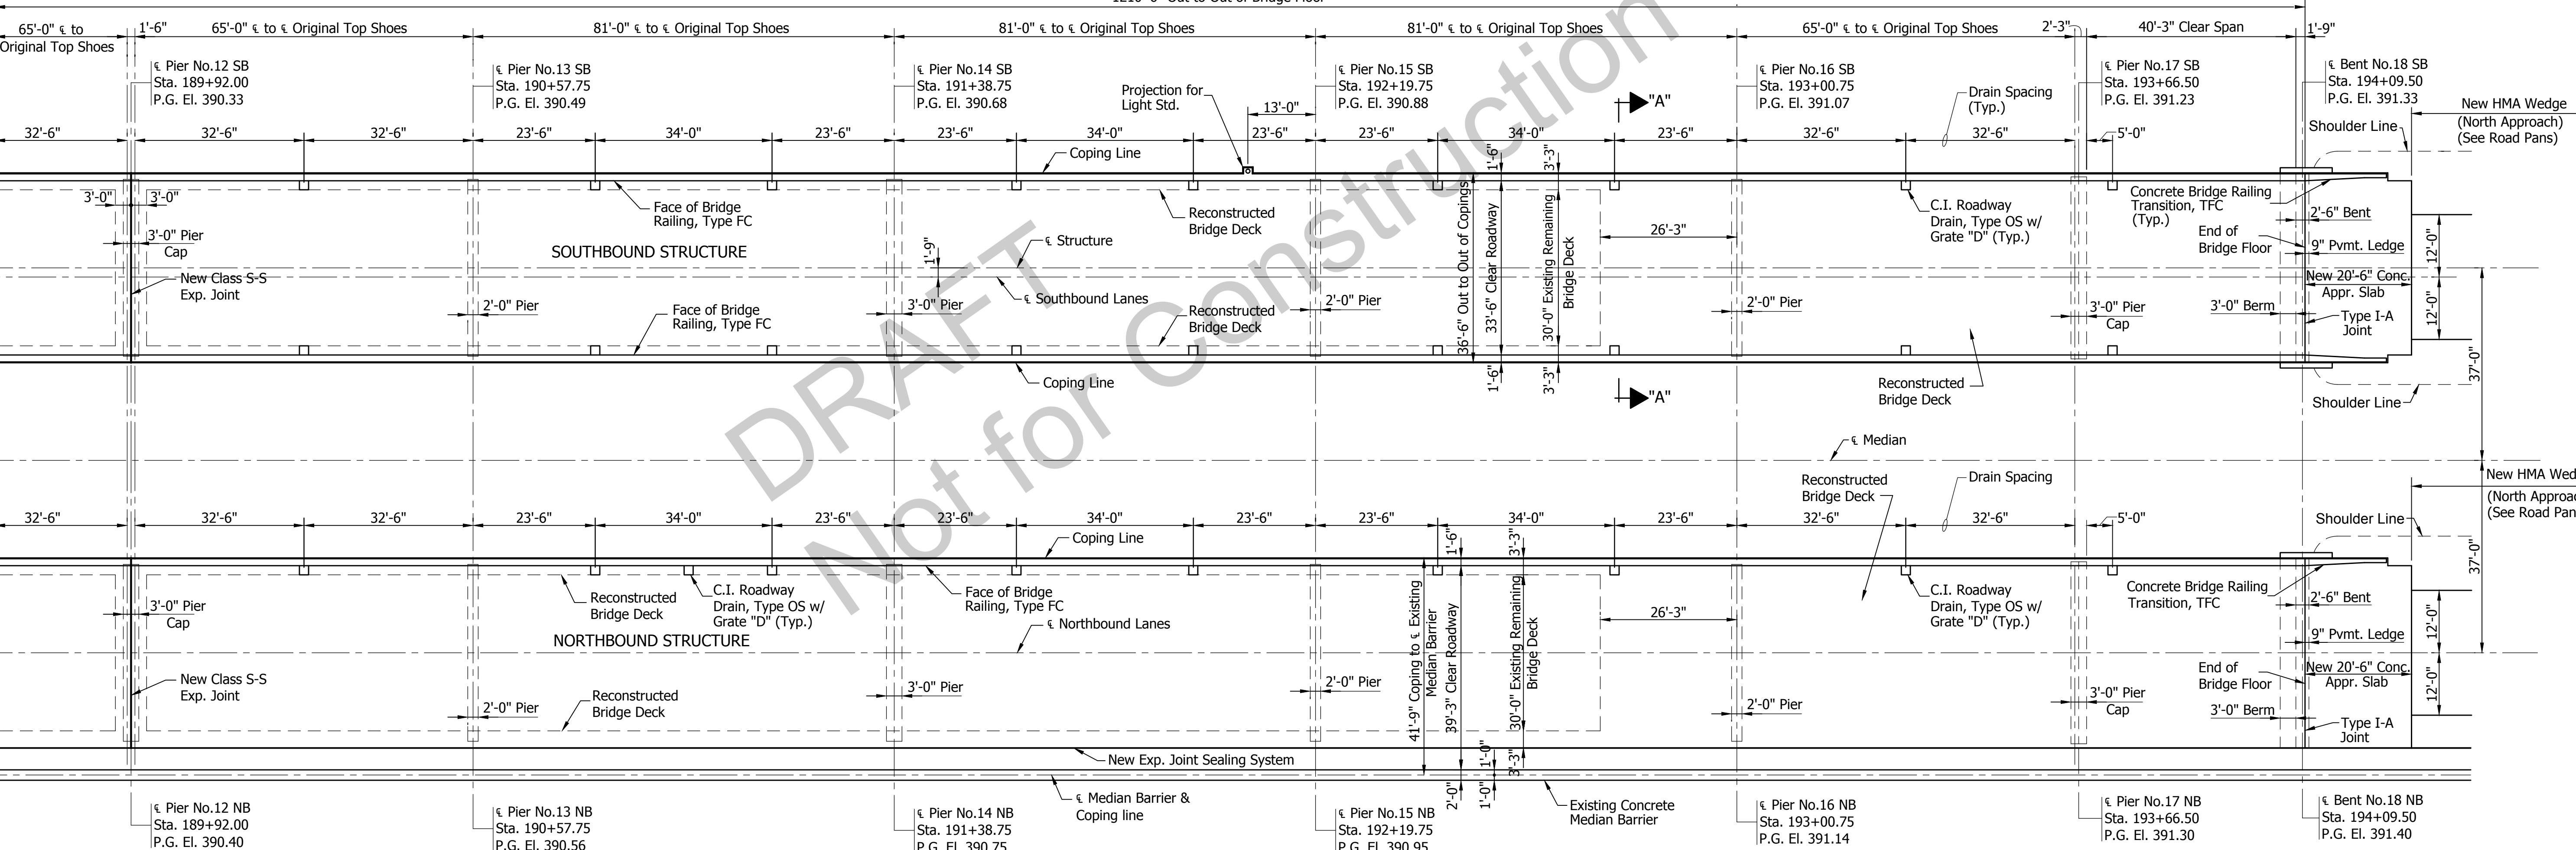 1210'-0" Out to Out of Bridge Floor
65'-0" ℄ to
Original Top Shoes
1'-6"
65'-0" ℄ to ℄ Original Top Shoes
81'-0" ℄ to ℄ Original Top Shoes
81'-0" ℄ to ℄ Original Top Shoes
81'-0" ℄ to ℄ Original Top Shoes
65'-0" ℄ to ℄ Original Top Shoes
2'-3"
40'-3" Clear Span
1'-9"
℄ Pier No.12 SB
Sta. 189+92.00
P.G. El. 390.33
℄ Pier No.13 SB
Sta. 190+57.75
P.G. El. 390.49
℄ Pier No.14 SB
Sta. 191+38.75
P.G. El. 390.68
Projection for
Light Std.
13'-0"
℄ Pier No.15 SB
Sta. 192+19.75
P.G. El. 390.88
"A"
℄ Pier No.16 SB
Sta. 193+00.75
P.G. El. 391.07
Drain Spacing
(Typ.)
℄ Pier No.17 SB
Sta. 193+66.50
P.G. El. 391.23
℄ Bent No.18 SB
Sta. 194+09.50
P.G. El. 391.33
New HMA Wedge
(North Approach)
(See Road Pans)
Shoulder Line
32'-6"
32'-6"
32'-6"
23'-6"
34'-0"
23'-6"
23'-6"
34'-0"
23'-6"
23'-6"
34'-0"
23'-6"
32'-6"
32'-6"
5'-0"
Coping Line
1'-6"
3'-3"
3'-0"
3'-0"
Face of Bridge
Railing, Type FC
Reconstructed
Bridge Deck
C.I. Roadway
Drain, Type OS w/
Grate "D" (Typ.)
Concrete Bridge Railing
Transition, TFC
(Typ.)
2'-6" Bent
3'-0" Pier
Cap
SOUTHBOUND STRUCTURE
1'-9"
℄ Structure
36'-6" Out to Out of Copings
33'-6" Clear Roadway
30'-0" Existing Remaining
Bridge Deck
26'-3"
End of
Bridge Floor
9" Pvmt. Ledge
12'-0"
New Class S-S
Exp. Joint
℄ Southbound Lanes
New 20'-6" Conc.
Appr. Slab
12'-0"
2'-0" Pier
Face of Bridge
Railing, Type FC
3'-0" Pier
Reconstructed
Bridge Deck
2'-0" Pier
2'-0" Pier
3'-0" Pier
Cap
3'-0" Berm
Type I-A
Joint
Coping Line
1'-6"
3'-3"
"A"
Reconstructed
Bridge Deck
37'-0"
Shoulder Line
DRAFT
Not for Construction
℄ Median
Reconstructed
Bridge Deck
Drain Spacing
New HMA Wed
(North Approac
(See Road Pan
Shoulder Line
32'-6"
32'-6"
32'-6"
23'-6"
34'-0"
23'-6"
23'-6"
34'-0"
23'-6"
23'-6"
34'-0"
23'-6"
32'-6"
32'-6"
5'-0"
Coping Line
1'-6"
3'-3"
37'-0"
3'-0" Pier
Cap
Reconstructed
Bridge Deck
C.I. Roadway
Drain, Type OS w/
Grate "D" (Typ.)
Face of Bridge
Railing, Type FC
℄ Northbound Lanes
NORTHBOUND STRUCTURE
41'-9" Coping to ℄ Existing
Median Barrier
39'-3" Clear Roadway
30'-0" Existing Remaining
Bridge Deck
26'-3"
C.I. Roadway
Drain, Type OS w/
Grate "D" (Typ.)
Concrete Bridge Railing
Transition, TFC
2'-6" Bent
12'-0"
9" Pvmt. Ledge
New Class S-S
Exp. Joint
2'-0" Pier
Reconstructed
Bridge Deck
3'-0" Pier
2'-0" Pier
2'-0" Pier
3'-0" Pier
Cap
End of
Bridge Floor
New 20'-6" Conc.
Appr. Slab
12'-0"
3'-0" Berm
Type I-A
Joint
New Exp. Joint Sealing System
1'-0"
3'-3"
2'-0"
1'-0"
℄ Median Barrier &
Coping line
Existing Concrete
Median Barrier
℄ Pier No.12 NB
Sta. 189+92.00
P.G. El. 390.40
℄ Pier No.13 NB
Sta. 190+57.75
P.G. El. 390.56
℄ Pier No.14 NB
Sta. 191+38.75
P.G. El. 390.75
℄ Pier No.15 NB
Sta. 192+19.75
P.G. El. 390.95
℄ Pier No.16 NB
Sta. 193+00.75
P.G. El. 391.14
℄ Pier No.17 NB
Sta. 193+66.50
P.G. El. 391.30
℄ Bent No.18 NB
Sta. 194+09.50
P.G. El. 391.40